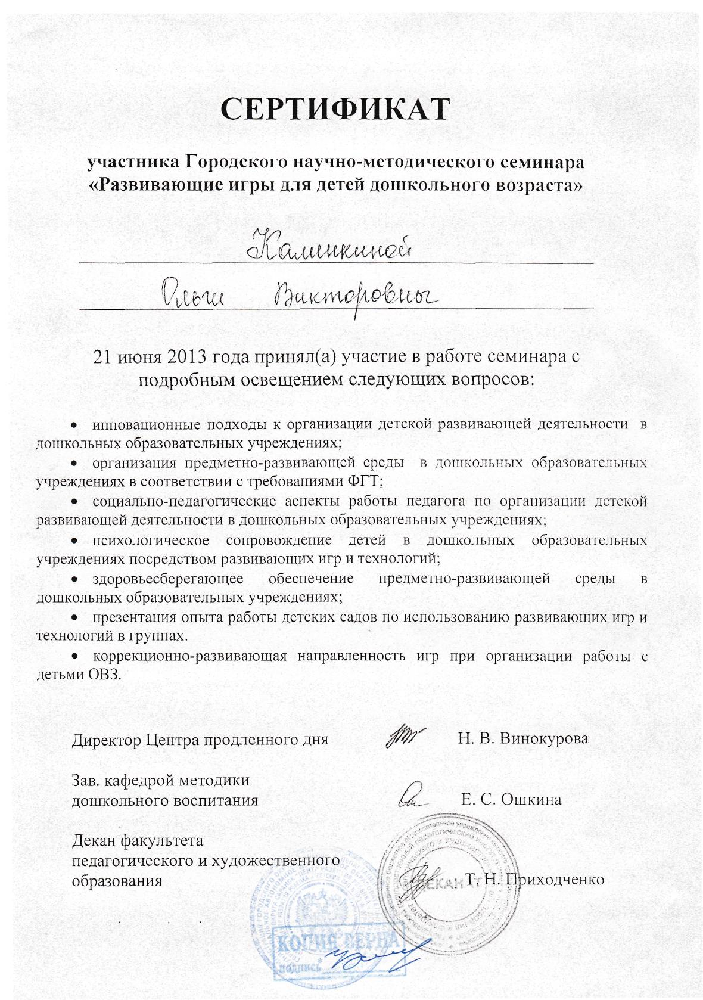 СЕРТИФИКАТ
участника Городского научно-методического семинара
«Развивающие игры для детей дошкольного возраста»
Калинкиной
Ольги Викторовны
21 июня 2013 года принял(а) участие в работе семинара с
подробным освещением следующих вопросов:
• инновационные подходы к организации детской развивающей деятельности в
дошкольных образовательных учреждениях;
• организация предметно-развивающей среды в дошкольных образовательных
учреждениях в соответствии с требованиями ФГТ;
• социально-педагогические аспекты работы педагога по организации детской
развивающей деятельности в дошкольных образовательных учреждениях;
• психологическое сопровождение детей в дошкольных образовательных
учреждениях посредством развивающих игр и технологий;
• здоровьесберегающее обеспечение предметно-развивающей среды в
дошкольных образовательных учреждениях;
• презентация опыта работы детских садов по использованию развивающих игр и
технологий в группах.
• коррекционно-развивающая направленность игр при организации работы с
детьми ОВЗ.
Директор Центра продленного дня Н. В. Винокурова
Зав. кафедрой методики
дошкольного воспитания Е. С. Ошкина
Декан факультета
педагогического и художественного
образования Т. Н. Приходченко
ДЕКАНАТ
КОПИЯ ВЕРНА
подпись